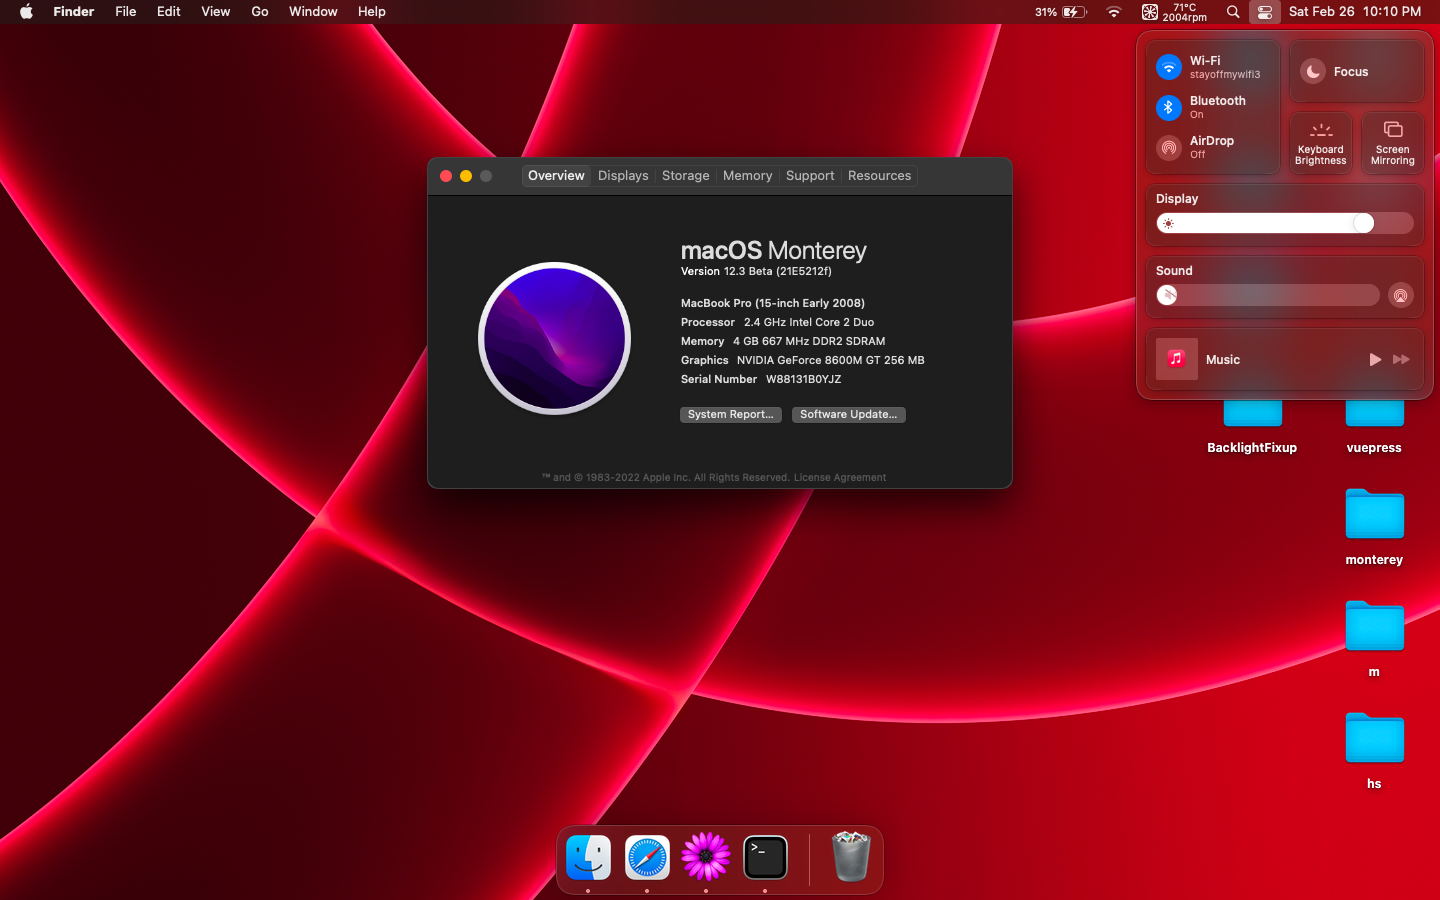 Finder File Edit View Go Window Help
31% 71°C Sat Feb 26 10:10 PM
2004rpm
Wi-Fi
stayoffmywifi3
Bluetooth
On
AirDrop
Off
Focus
Keyboard
Brightness
Screen
Mirroring
Display
Sound
Music
Overview Displays Storage Memory Support Resources
macOS Monterey
Version 12.3 Beta (21E5212f)
MacBook Pro (15-inch Early 2008)
Processor 2.4 GHz Intel Core 2 Duo
Memory 4 GB 667 MHz DDR2 SDRAM
Graphics NVIDIA GeForce 8600M GT 256 MB
Serial Number W88131B0YJZ
System Report... Software Update...
™ and © 1983-2022 Apple Inc. All Rights Reserved. License Agreement
BacklightFixup vuepress
monterey
m
hs
>_